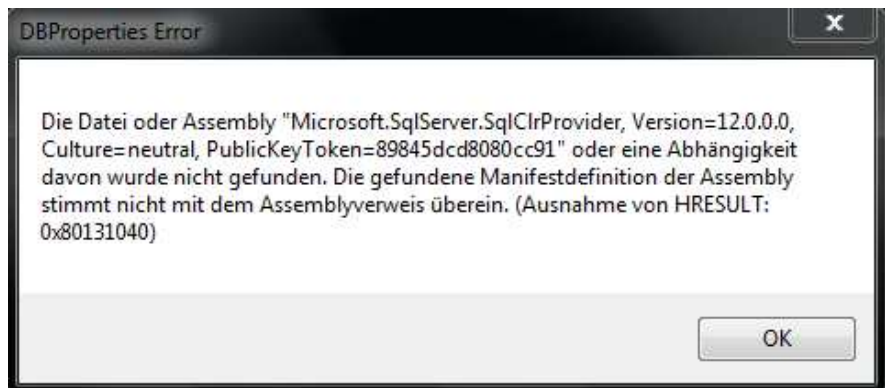 DBProperties Error
x
Die Datei oder Assembly "Microsoft.SqlServer.SqlClrProvider, Version=12.0.0.0,
Culture=neutral, PublicKeyToken=89845dcd8080cc91" oder eine Abhängigkeit
davon wurde nicht gefunden. Die gefundene Manifestdefinition der Assembly
stimmt nicht mit dem Assemblyverweis überein. (Ausnahme von HRESULT:
0x80131040)
OK